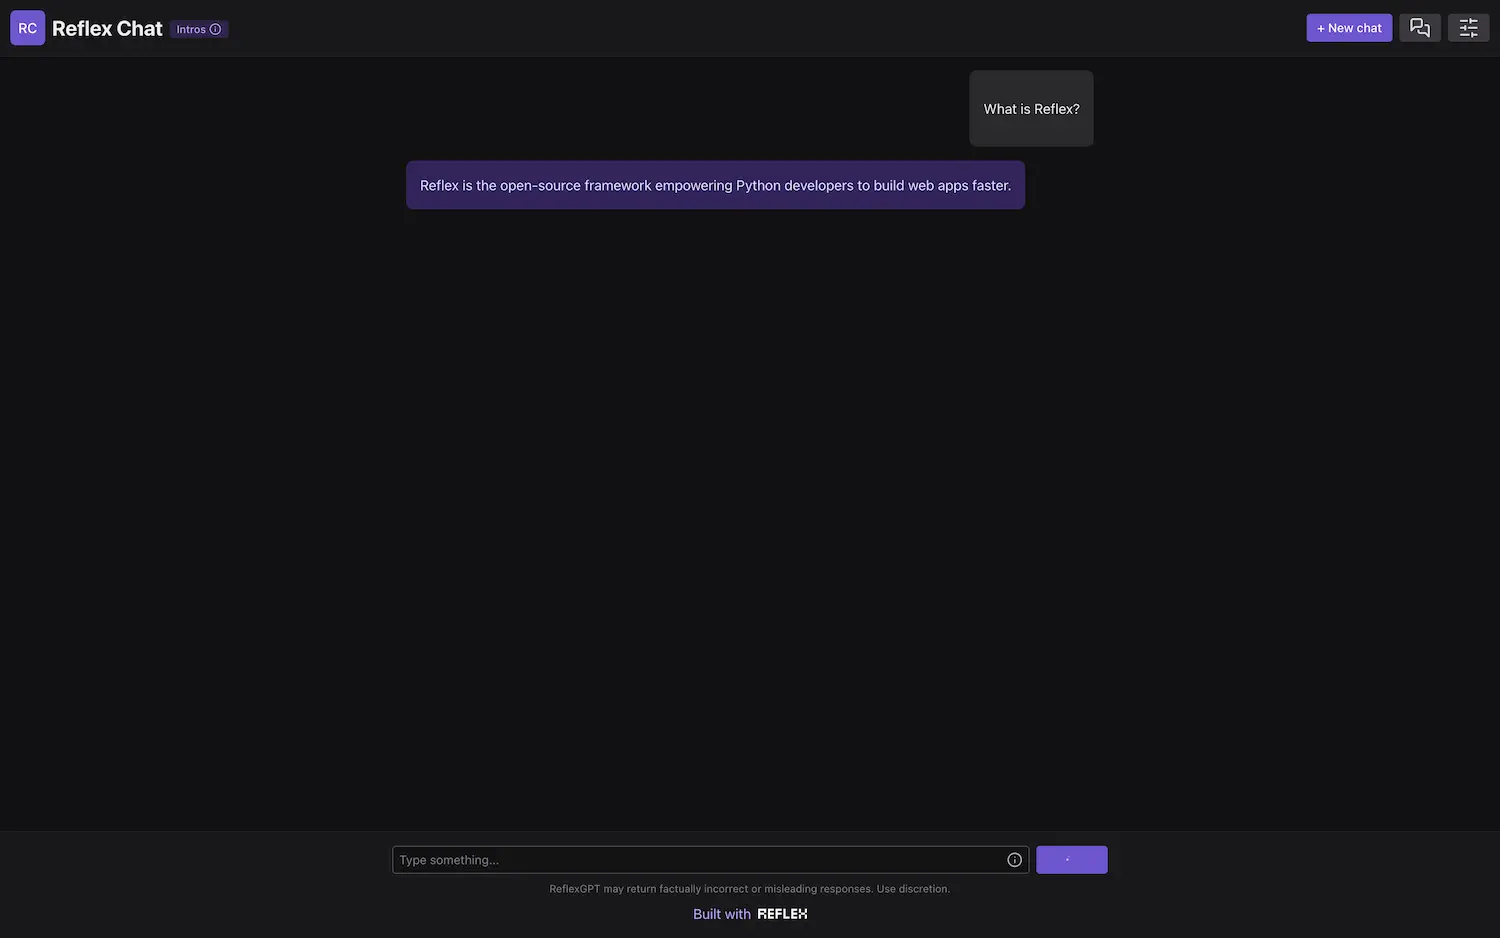 RC
Reflex Chat
Intros
+ New chat
What is Reflex?
Reflex is the open-source framework empowering Python developers to build web apps faster.
Type something...
ReflexGPT may return factually incorrect or misleading responses. Use discretion.
Built with REFLEX